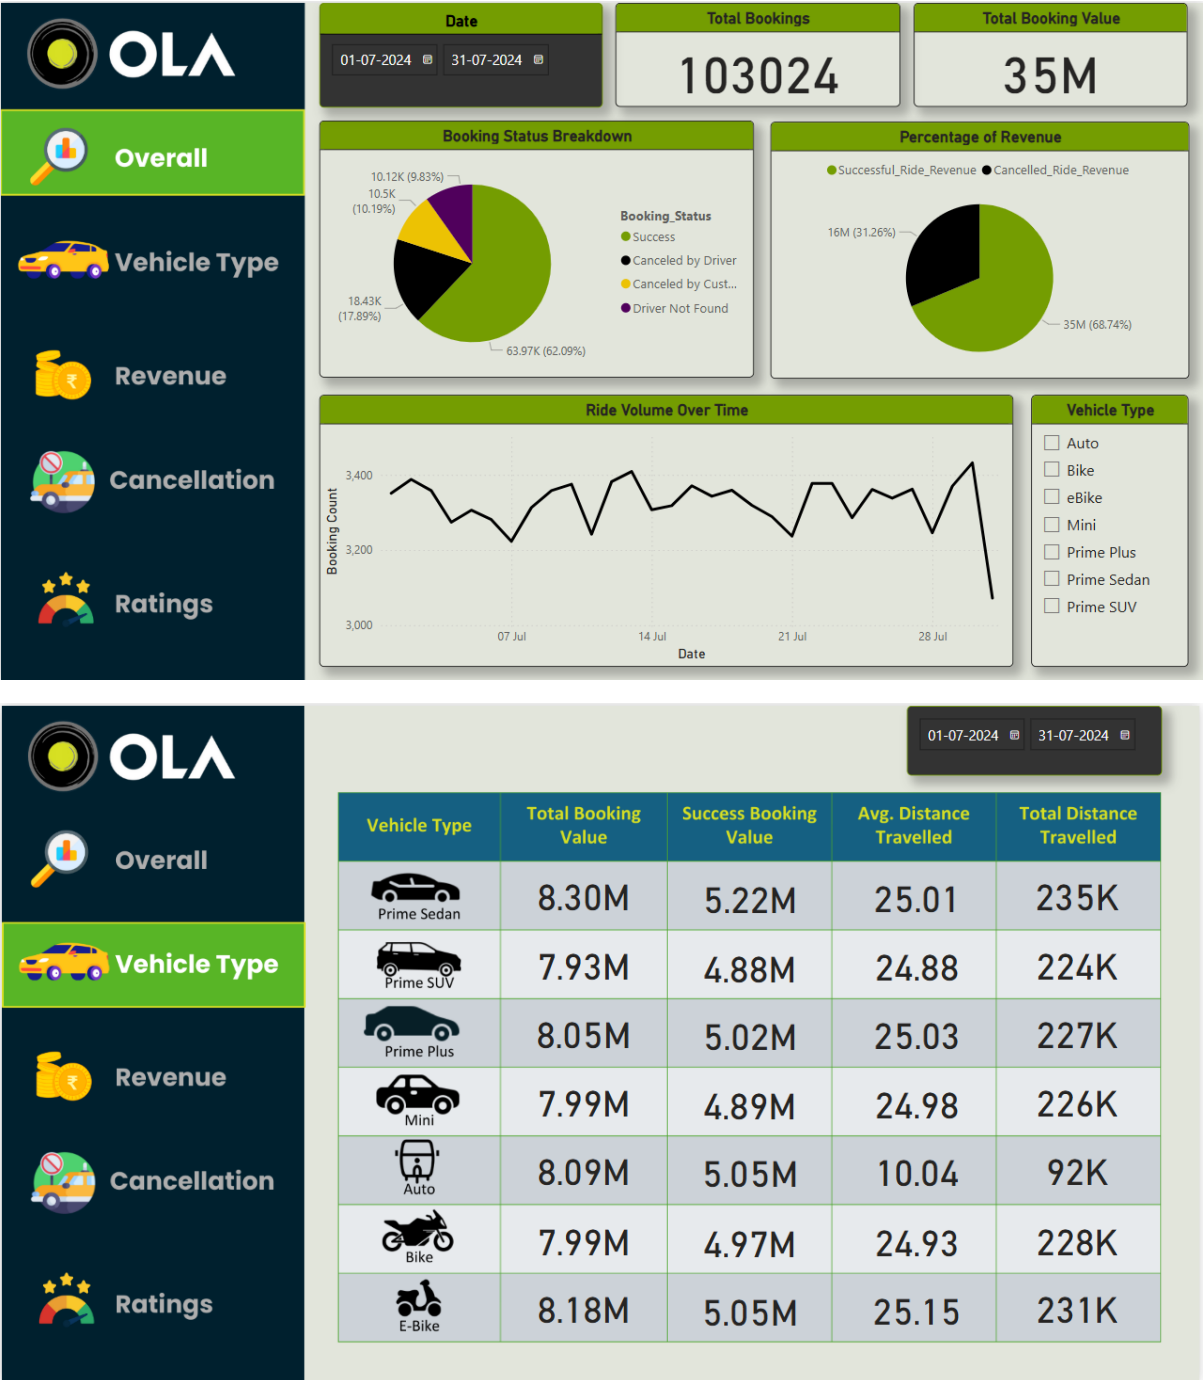 OLA
Overall
Vehicle Type
Revenue
Cancellation
Ratings
Date
01-07-2024 31-07-2024
Total Bookings
103024
Total Booking Value
35M
Booking Status Breakdown
10.12K (9.83%)
10.5K
(10.19%)
18.43K
(17.89%)
63.97K (62.09%)
Booking_Status
Success
Canceled by Driver
Canceled by Cust...
Driver Not Found
Percentage of Revenue
Successful_Ride_Revenue Cancelled_Ride_Revenue
16M (31.26%)
35M (68.74%)
Ride Volume Over Time
Booking Count
3,400
3,200
3,000
07 Jul 14 Jul 21 Jul 28 Jul
Date
Vehicle Type
Auto
Bike
eBike
Mini
Prime Plus
Prime Sedan
Prime SUV
OLA
Overall
Vehicle Type
Revenue
Cancellation
Ratings
01-07-2024 31-07-2024
Vehicle Type Total Booking Value Success Booking Value Avg. Distance Travelled Total Distance Travelled
Prime Sedan 8.30M 5.22M 25.01 235K
Prime SUV 7.93M 4.88M 24.88 224K
Prime Plus 8.05M 5.02M 25.03 227K
Mini 7.99M 4.89M 24.98 226K
Auto 8.09M 5.05M 10.04 92K
Bike 7.99M 4.97M 24.93 228K
E-Bike 8.18M 5.05M 25.15 231K